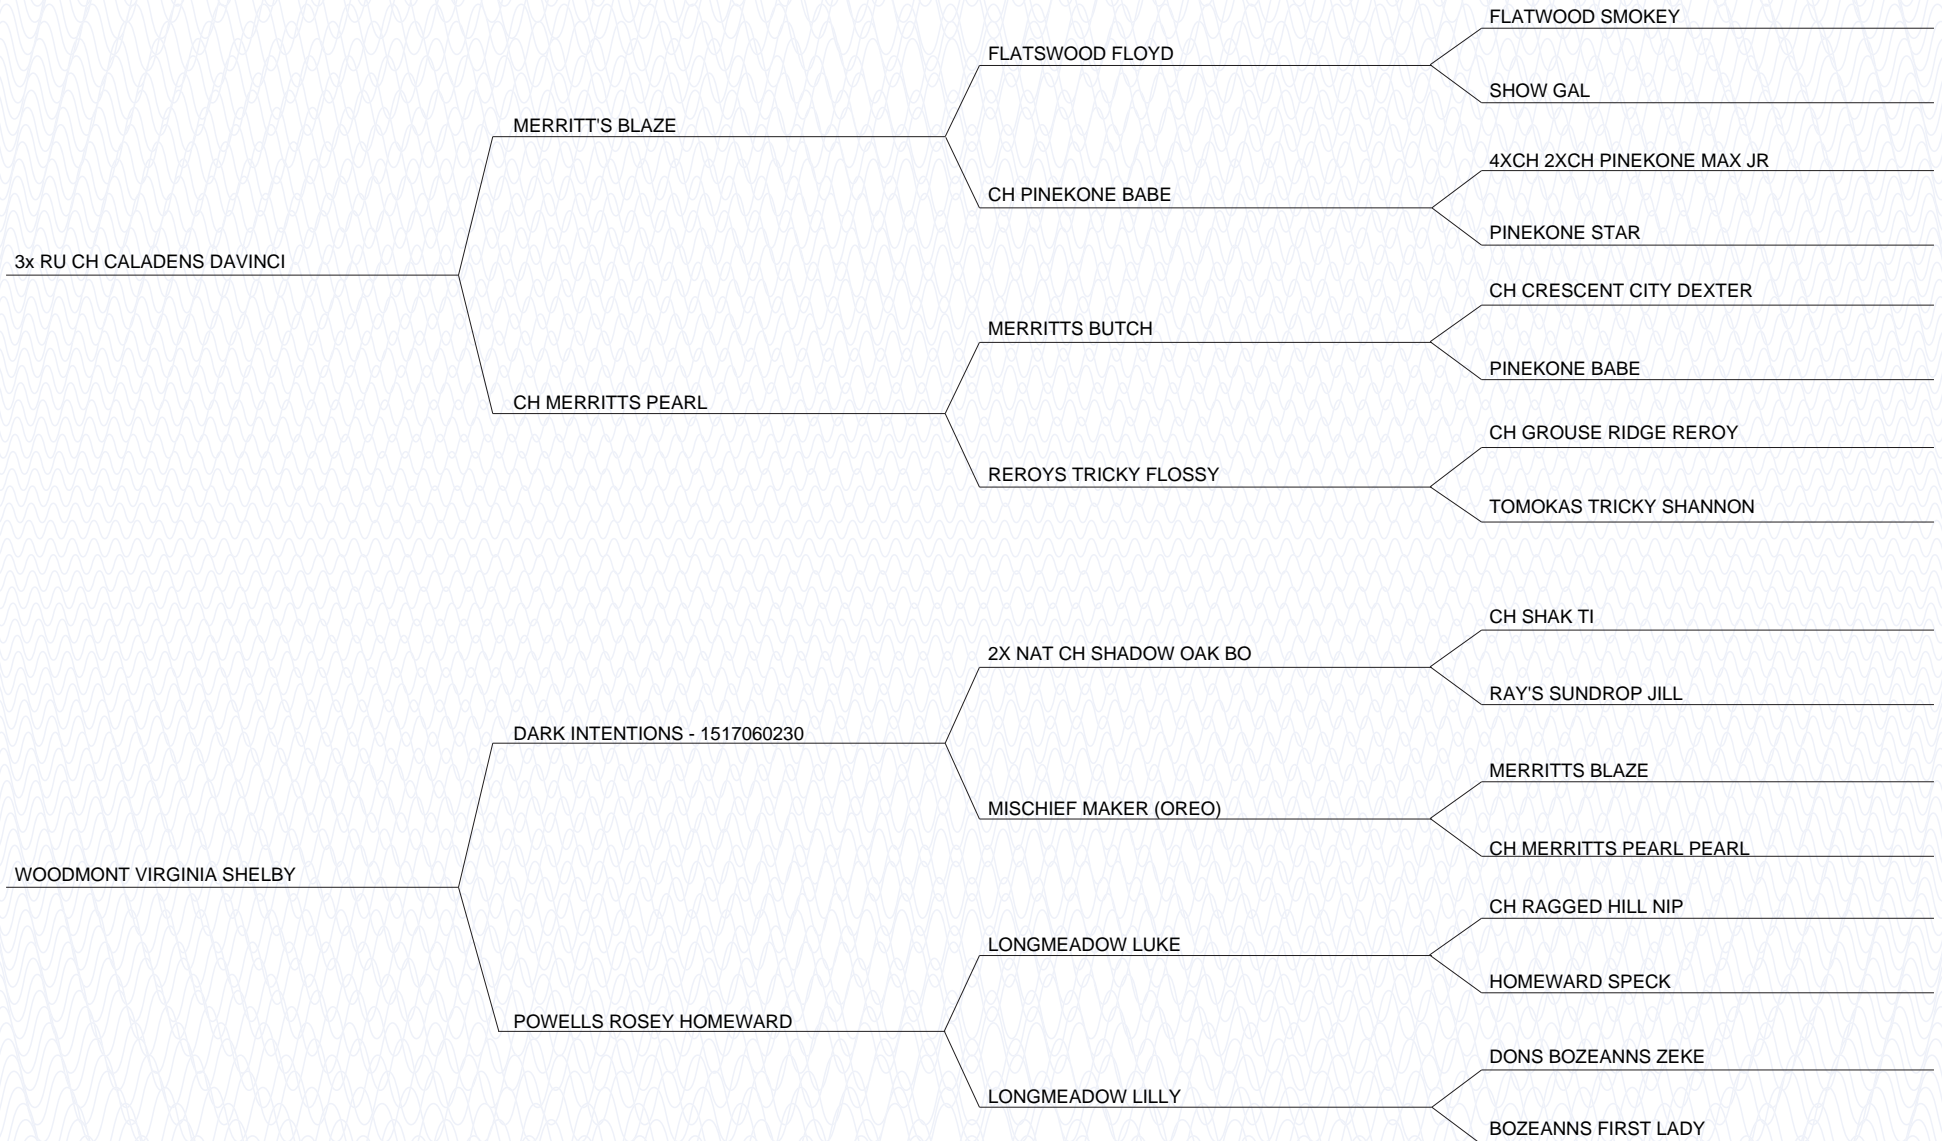 FLATWOOD SMOKEY
FLATSWOOD FLOYD
SHOW GAL
MERRITT'S BLAZE
4XCH 2XCH PINEKONE MAX JR
CH PINEKONE BABE
PINEKONE STAR
3x RU CH CALADENS DAVINCI
CH CRESCENT CITY DEXTER
MERRITTS BUTCH
PINEKONE BABE
CH MERRITTS PEARL
CH GROUSE RIDGE REROY
REROYS TRICKY FLOSSY
TOMOKAS TRICKY SHANNON
CH SHAK TI
2X NAT CH SHADOW OAK BO
RAY'S SUNDROP JILL
DARK INTENTIONS - 1517060230
MERRITTS BLAZE
MISCHIEF MAKER (OREO)
CH MERRITTS PEARL PEARL
WOODMONT VIRGINIA SHELBY
CH RAGGED HILL NIP
LONGMEADOW LUKE
HOMEWARD SPECK
POWELLS ROSEY HOMEWARD
DONS BOZEANNS ZEKE
LONGMEADOW LILLY
BOZEANNS FIRST LADY